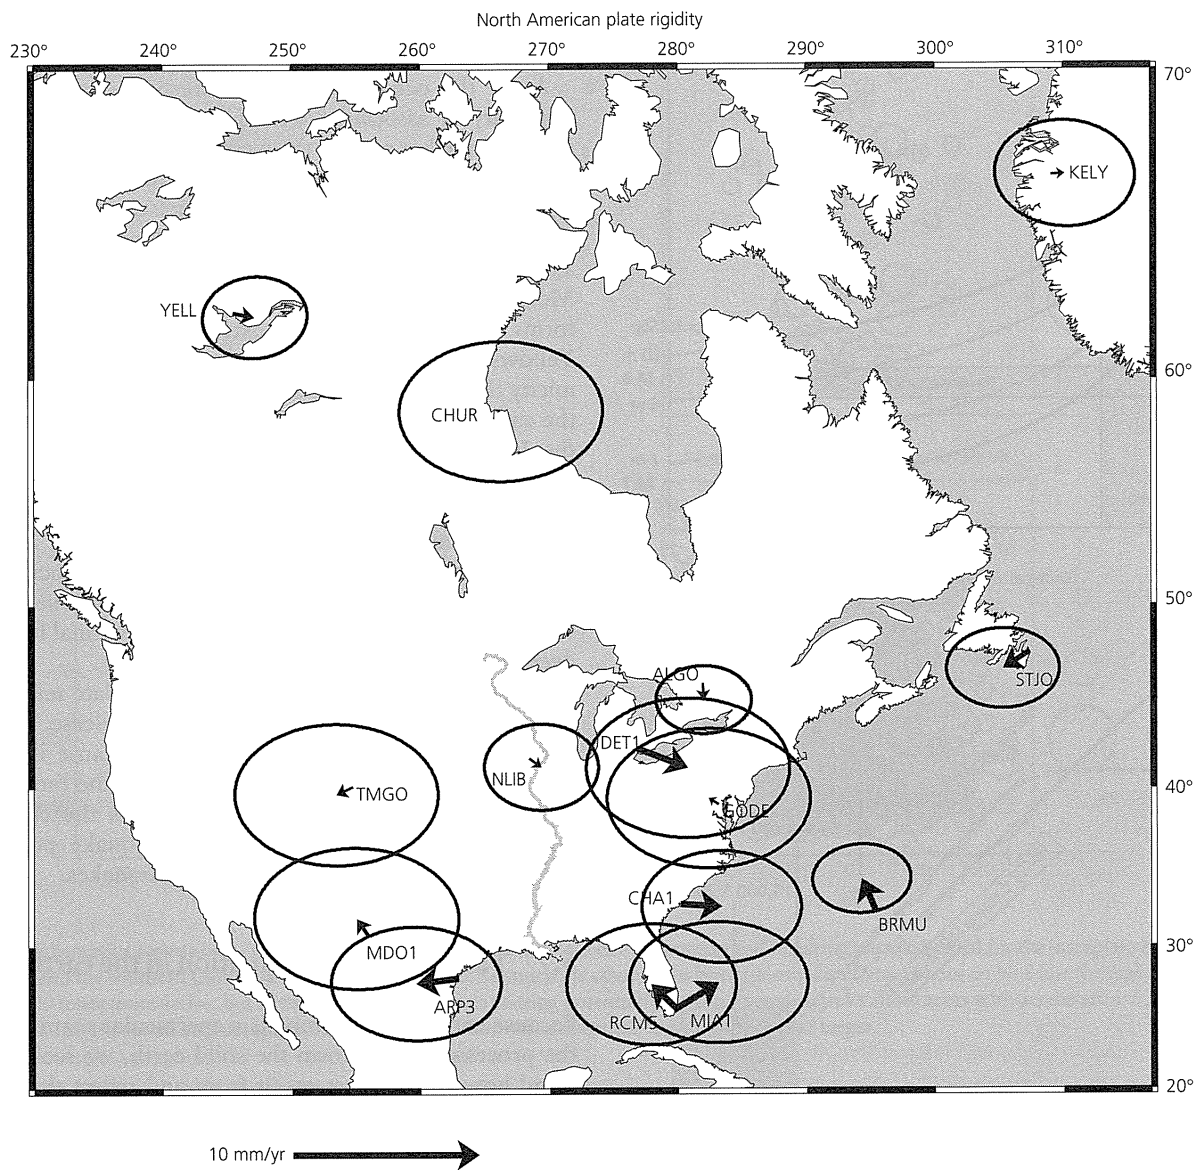 North American plate rigidity
230° 240° 250° 260° 270° 280° 290° 300° 310°
70°
KELY
YELL
60°
CHUR
50°
ALGO
STJO
DET1
NLIB
40°
TMGO
GODE
CHA1
BRMU
30°
MDO1
ARP3
RCM5 MIA1
20°
10 mm/yr